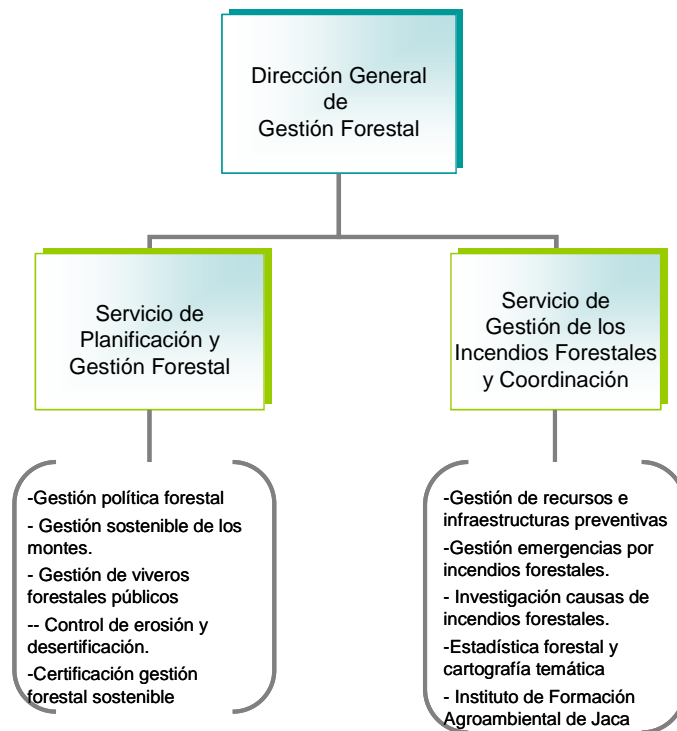 Dirección General
de
Gestión Forestal
Servicio de
Planificación y
Gestión Forestal
Servicio de
Gestión de los
Incendios Forestales
y Coordinación
-Gestión política forestal
- Gestión sostenible de los
montes.
- Gestión de viveros
forestales públicos
-- Control de erosión y
desertificación.
-Certificación gestión
forestal sostenible
-Gestión de recursos e
infraestructuras preventivas
-Gestión emergencias por
incendios forestales.
- Investigación causas de
incendios forestales.
-Estadística forestal y
cartografía temática
- Instituto de Formación
Agroambiental de Jaca